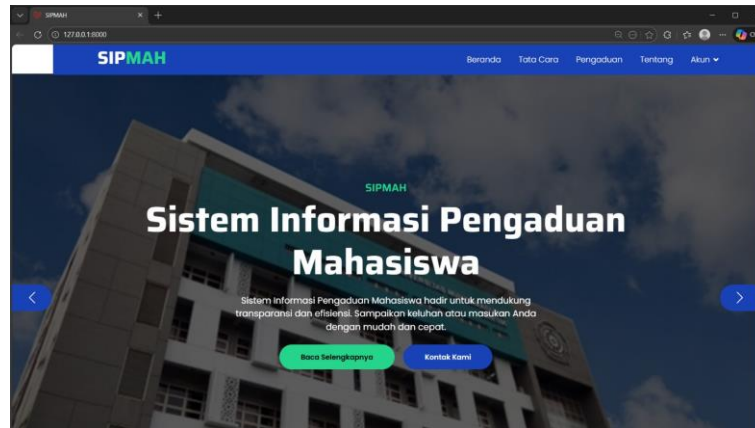 SIPMAH
127.0.0.1:8000
SIPMAH
Beranda Tata Cara Pengaduan Tentang Akun
SIPMAH
Sistem Informasi Pengaduan
Mahasiswa
Sistem Informasi Pengaduan Mahasiswa hadir untuk mendukung
transparansi dan efisiensi. Sampaikan keluhan atau masukan Anda
dengan mudah dan cepat.
Baca Selengkapnya Kontak Kami